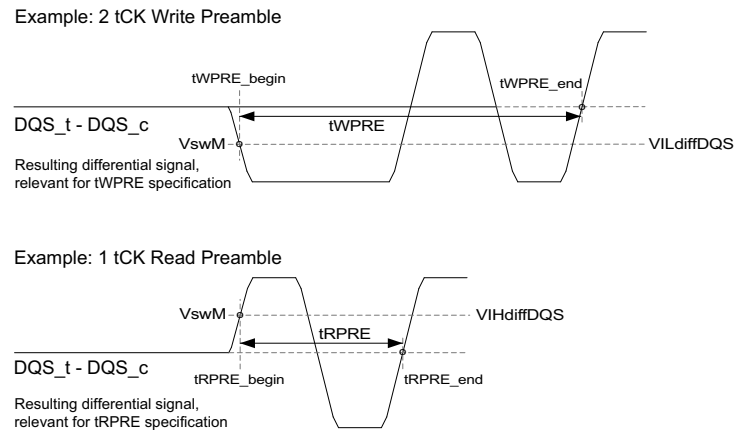 Example: 2 tCK Write Preamble
tWPRE_begin
tWPRE_end
DQS_t - DQS_c
tWPRE
VswM
VILdiffDQS
Resulting differential signal,
relevant for tWPRE specification
Example: 1 tCK Read Preamble
VswM
VIHdiffDQS
tRPRE
DQS_t - DQS_c
tRPRE_begin
tRPRE_end
Resulting differential signal,
relevant for tRPRE specification